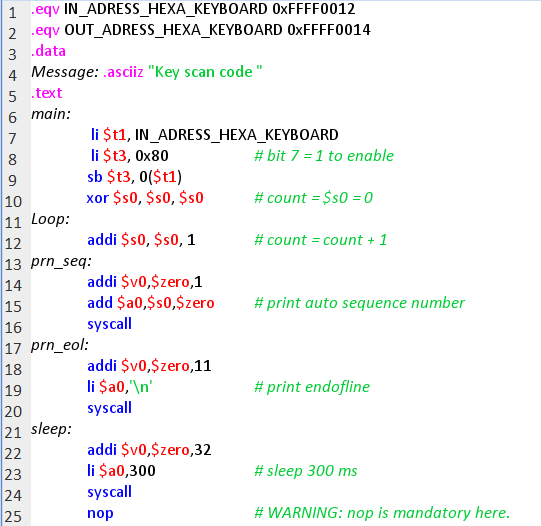 1 .eqv IN_ADRESS_HEXA_KEYBOARD 0xFFFF0012
2 .eqv OUT_ADRESS_HEXA_KEYBOARD 0xFFFF0014
3 .data
4 Message: .asciiz "Key scan code "
5 .text
6 main:
7 li $t1, IN_ADRESS_HEXA_KEYBOARD
8 li $t3, 0x80 # bit 7 = 1 to enable
9 sb $t3, 0($t1)
10 xor $s0, $s0, $s0 # count = $s0 = 0
11 Loop:
12 addi $s0, $s0, 1 # count = count + 1
13 prn_seq:
14 addi $v0,$zero,1
15 add $a0,$s0,$zero # print auto sequence number
16 syscall
17 prn_eol:
18 addi $v0,$zero,11
19 li $a0,'\n' # print endofline
20 syscall
21 sleep:
22 addi $v0,$zero,32
23 li $a0,300 # sleep 300 ms
24 syscall
25 nop # WARNING: nop is mandatory here.